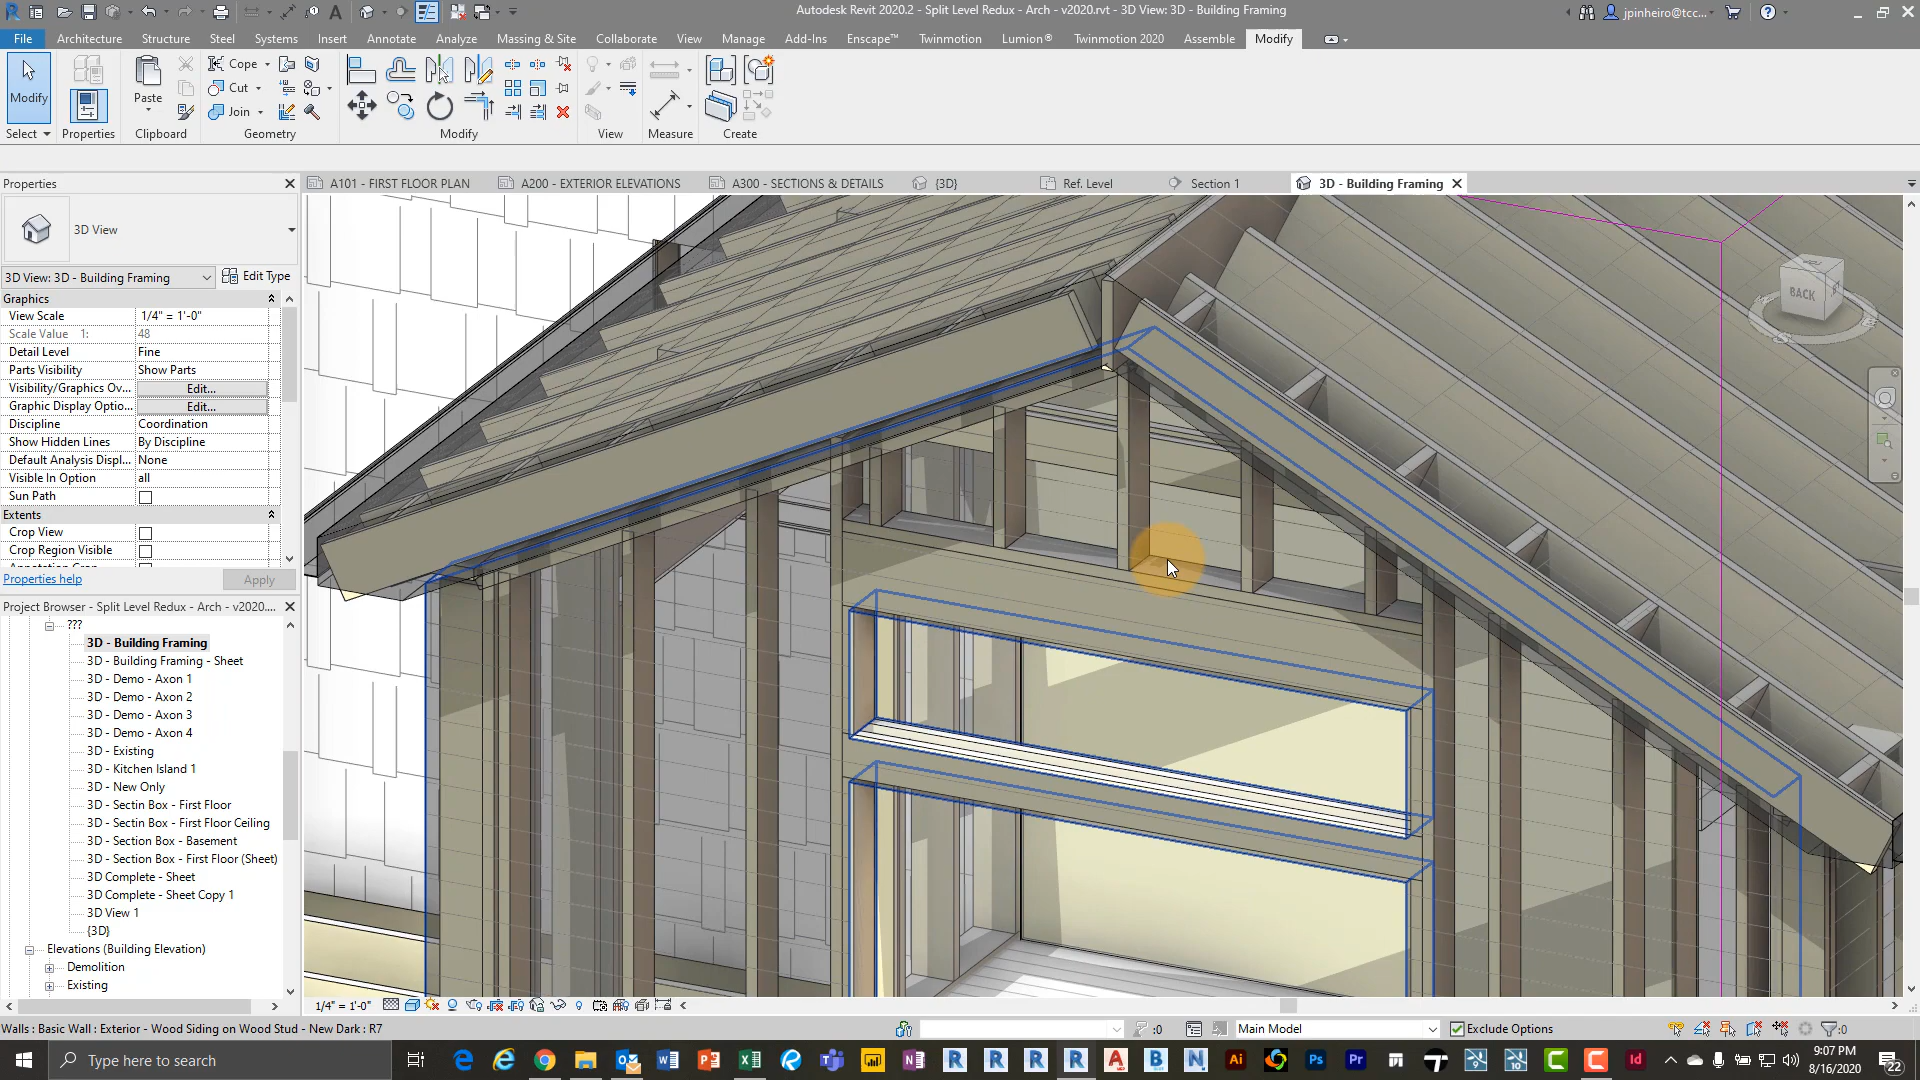 Autodesk Revit 2020.2 - Split Level Redux - Arch - v2020.rvt - 3D View: 3D - Building Framing
jpinheiro@tcc...
File Architecture Structure Steel Systems Insert Annotate Analyze Massing & Site Collaborate View Manage Add-Ins Enscape™ Twinmotion Lumion® Twinmotion 2020 Assemble Modify
Modify Paste Cope Cut Join
Select Properties Clipboard Geometry Modify View Measure Create
Properties
A101 - FIRST FLOOR PLAN A200 - EXTERIOR ELEVATIONS A300 - SECTIONS & DETAILS {3D} Ref. Level Section 1 3D - Building Framing
3D View
3D View: 3D - Building Framing Edit Type
Graphics
View Scale 1/4" = 1'-0"
Scale Value 1: 48
Detail Level Fine
Parts Visibility Show Parts
Visibility/Graphics Ov... Edit...
Graphic Display Optio... Edit...
Discipline Coordination
Show Hidden Lines By Discipline
Default Analysis Displ... None
Visible In Option all
Sun Path
Extents
Crop View
Crop Region Visible
Properties help Apply
BACK
Project Browser - Split Level Redux - Arch - v2020....
???
3D - Building Framing
3D - Building Framing - Sheet
3D - Demo - Axon 1
3D - Demo - Axon 2
3D - Demo - Axon 3
3D - Demo - Axon 4
3D - Existing
3D - Kitchen Island 1
3D - New Only
3D - Sectin Box - First Floor
3D - Sectin Box - First Floor Ceiling
3D - Section Box - Basement
3D - Section Box - First Floor (Sheet)
3D Complete - Sheet
3D Complete - Sheet Copy 1
3D View 1
{3D}
Elevations (Building Elevation)
Demolition
Existing
1/4" = 1'-0"
Walls : Basic Wall : Exterior - Wood Siding on Wood Stud - New Dark : R7
:0 Main Model Exclude Options :0
Type here to search
9:07 PM
8/16/2020
22